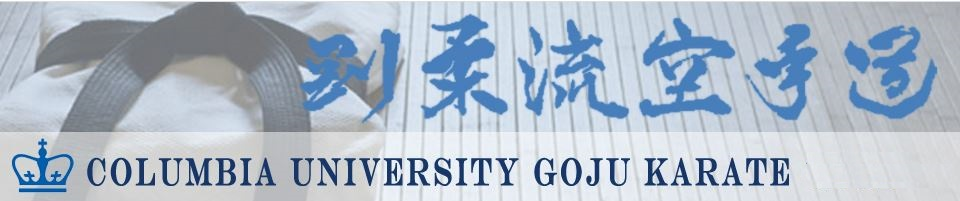 剛柔流空手道
COLUMBIA UNIVERSITY GOJU KARATE